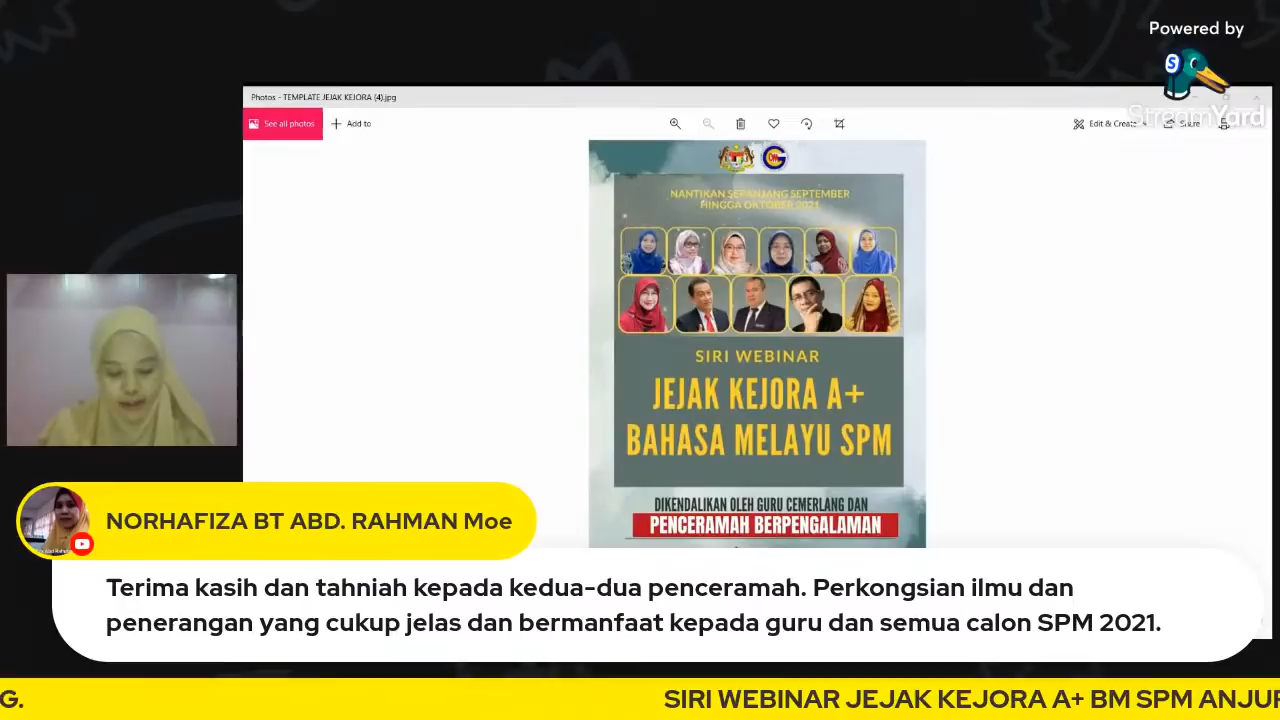 Powered by
StreamYard
Photos - TEMPLATE JEJAK KEJORA (4).jpg
See all photos
Add to
Edit & Create
Share
NANTIKAN SEPANJANG SEPTEMBER
HINGGA OKTOBER 2021
SIRI WEBINAR
JEJAK KEJORA A+
BAHASA MELAYU SPM
DIKENDALIKAN OLEH GURU CEMERLANG DAN
PENCERAMAH BERPENGALAMAN
NORHAFIZA BT ABD. RAHMAN Moe
Terima kasih dan tahniah kepada kedua-dua penceramah. Perkongsian ilmu dan
penerangan yang cukup jelas dan bermanfaat kepada guru dan semua calon SPM 2021.
G.
SIRI WEBINAR JEJAK KEJORA A+ BM SPM ANJUR